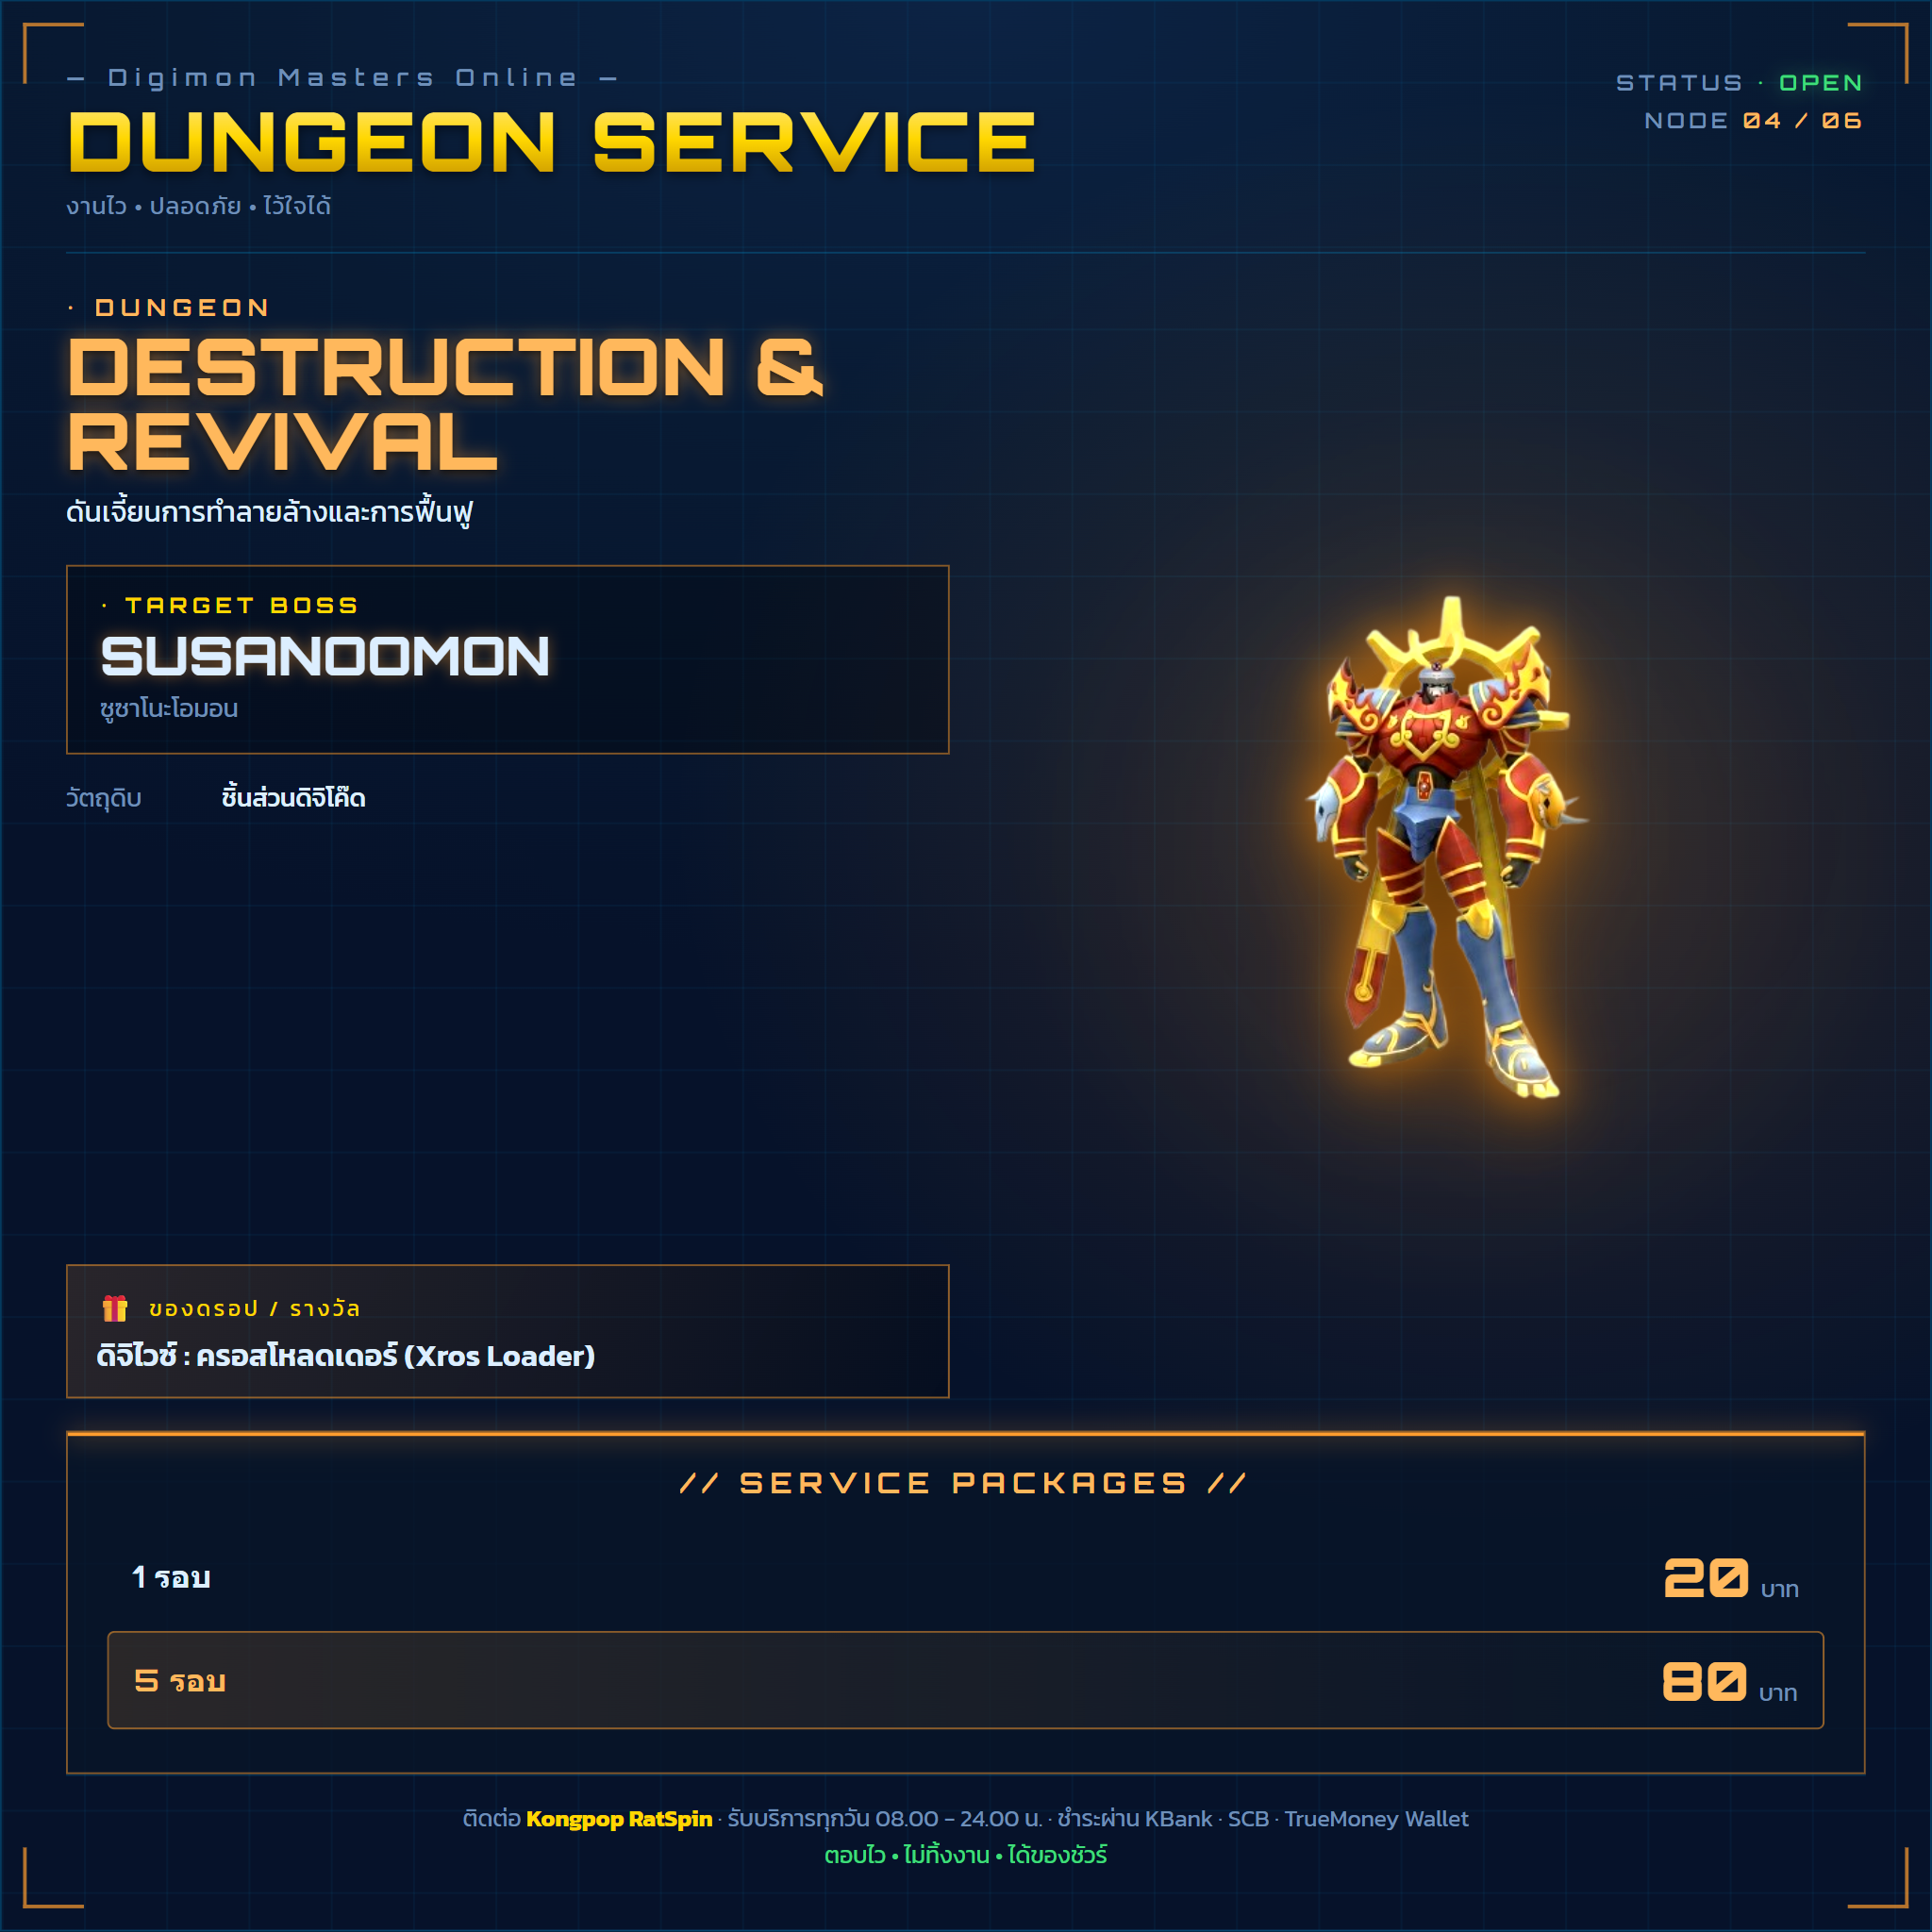 — Digimon Masters Online —
DUNGEON SERVICE
งานไว • ปลอดภัย • ไว้ใจได้
STATUS · OPEN
NODE 04 / 06
· DUNGEON
DESTRUCTION &
REVIVAL
ดันเจี้ยนการทำลายล้างและการฟื้นฟู
· TARGET BOSS
SUSANOOMON
ซูซาโนะโอมอน
วัตถุดิบ ชิ้นส่วนดิจิโค๊ด
🎁 ของดรอป / รางวัล
ดิจิไวซ์ : ครอสโหลดเดอร์ (Xros Loader)
// SERVICE PACKAGES //
1 รอบ 20 บาท
5 รอบ 80 บาท
ติดต่อ Kongpop RatSpin · รับบริการทุกวัน 08.00 – 24.00 น. · ชำระผ่าน KBank · SCB · TrueMoney Wallet
ตอบไว • ไม่ทิ้งงาน • ได้ของชัวร์